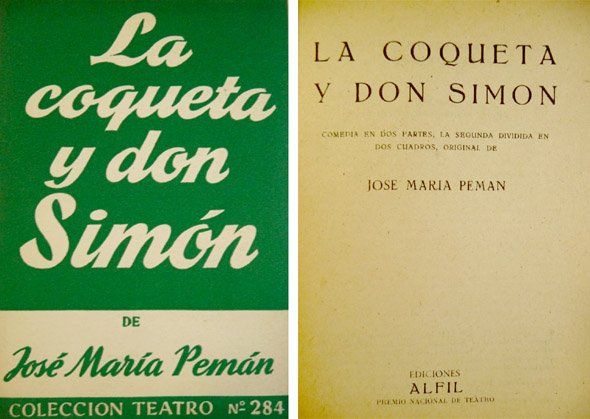 La
coqueta
y don
Simón
DE
José María Pemán
COLECCION TEATRO Nº 284
LA COQUETA
Y DON SIMON
COMEDIA EN DOS PARTES, LA SEGUNDA DIVIDIDA EN
DOS CUADROS, ORIGINAL DE
JOSE MARIA PEMAN
EDICIONES
ALFIL
PREMIO NACIONAL DE TEATRO